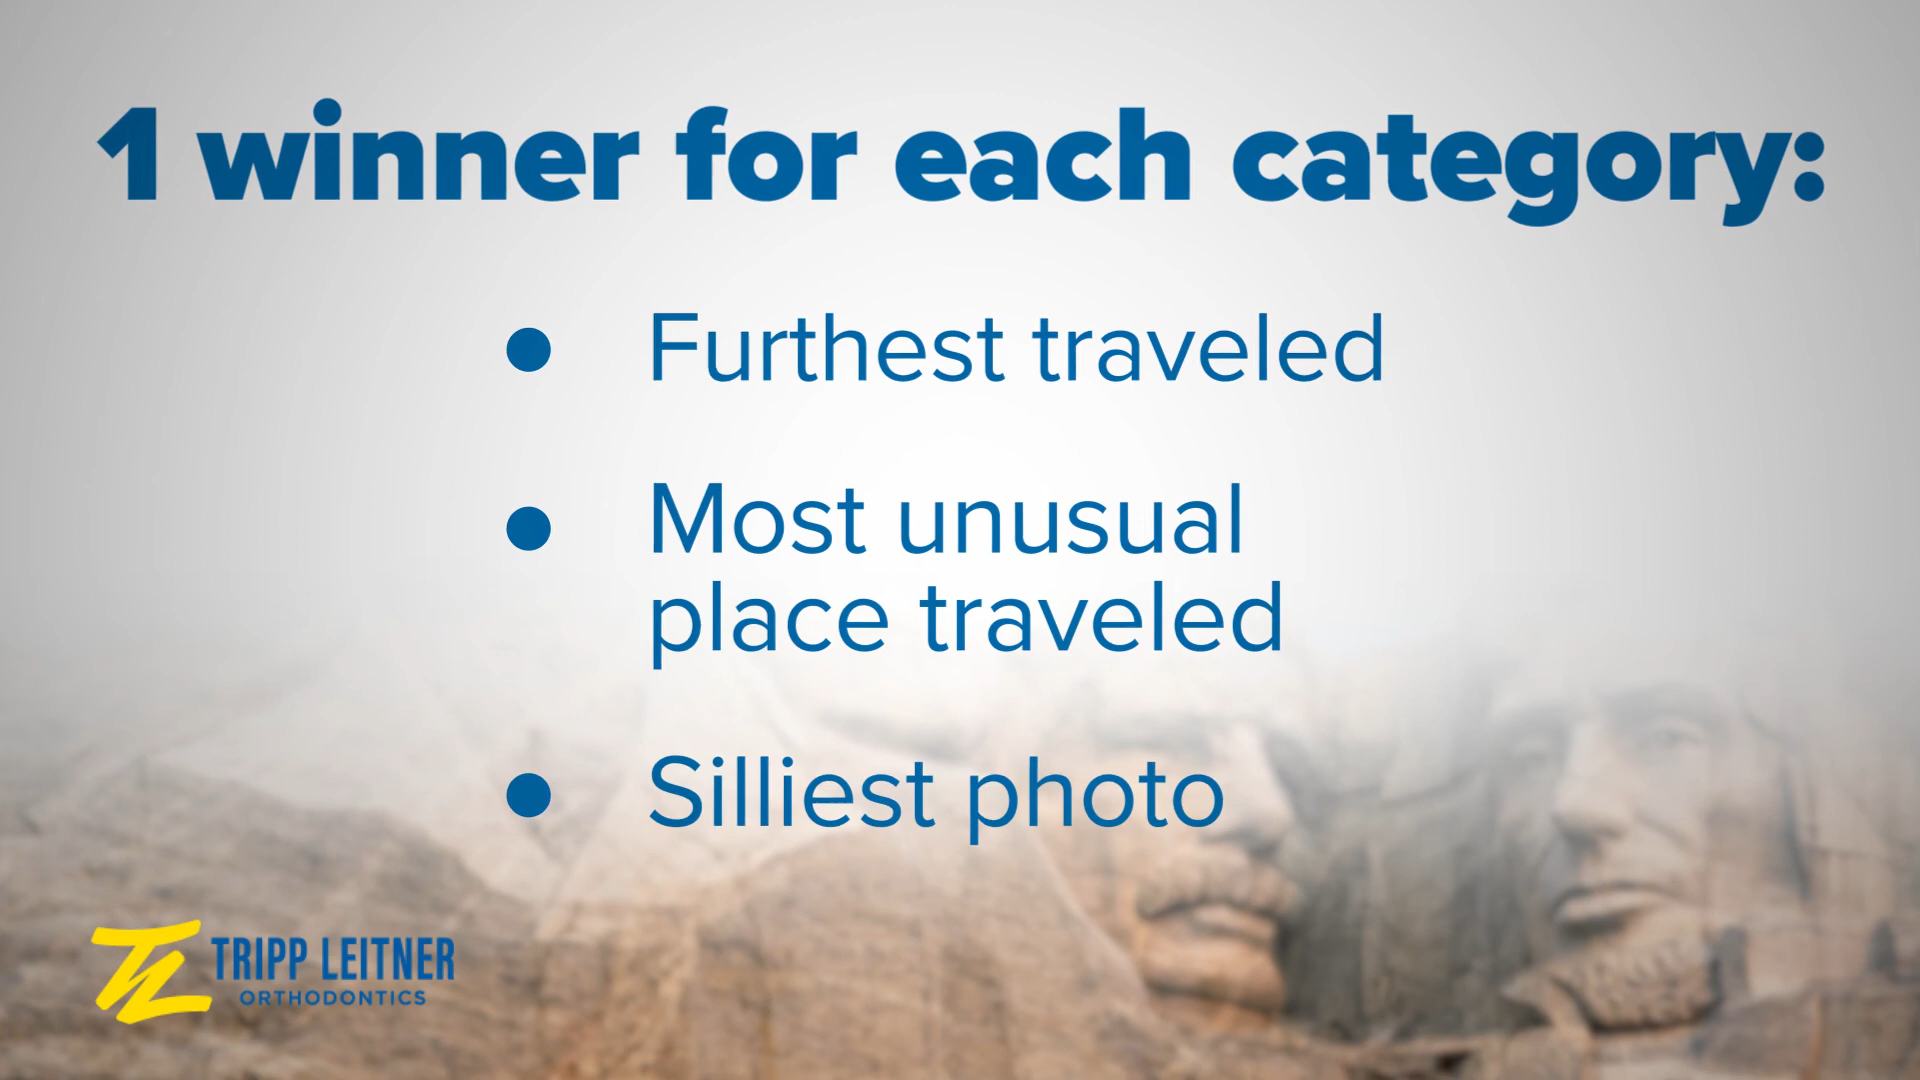 1 winner for each category:
● Furthest traveled
● Most unusual
place traveled
● Silliest photo
TRIPP LEITNER
ORTHODONTICS